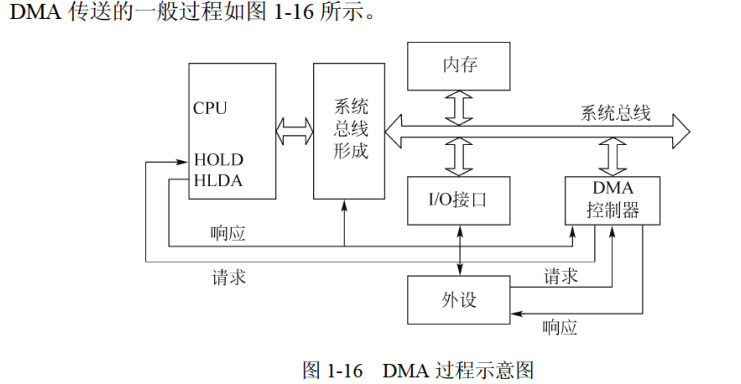 DMA 传送的一般过程如图 1-16 所示。
内存
CPU
系统
总线
形成
系统总线
HOLD
HLDA
I/O接口
DMA
控制器
响应
请求
外设
请求
响应
图 1-16 DMA 过程示意图